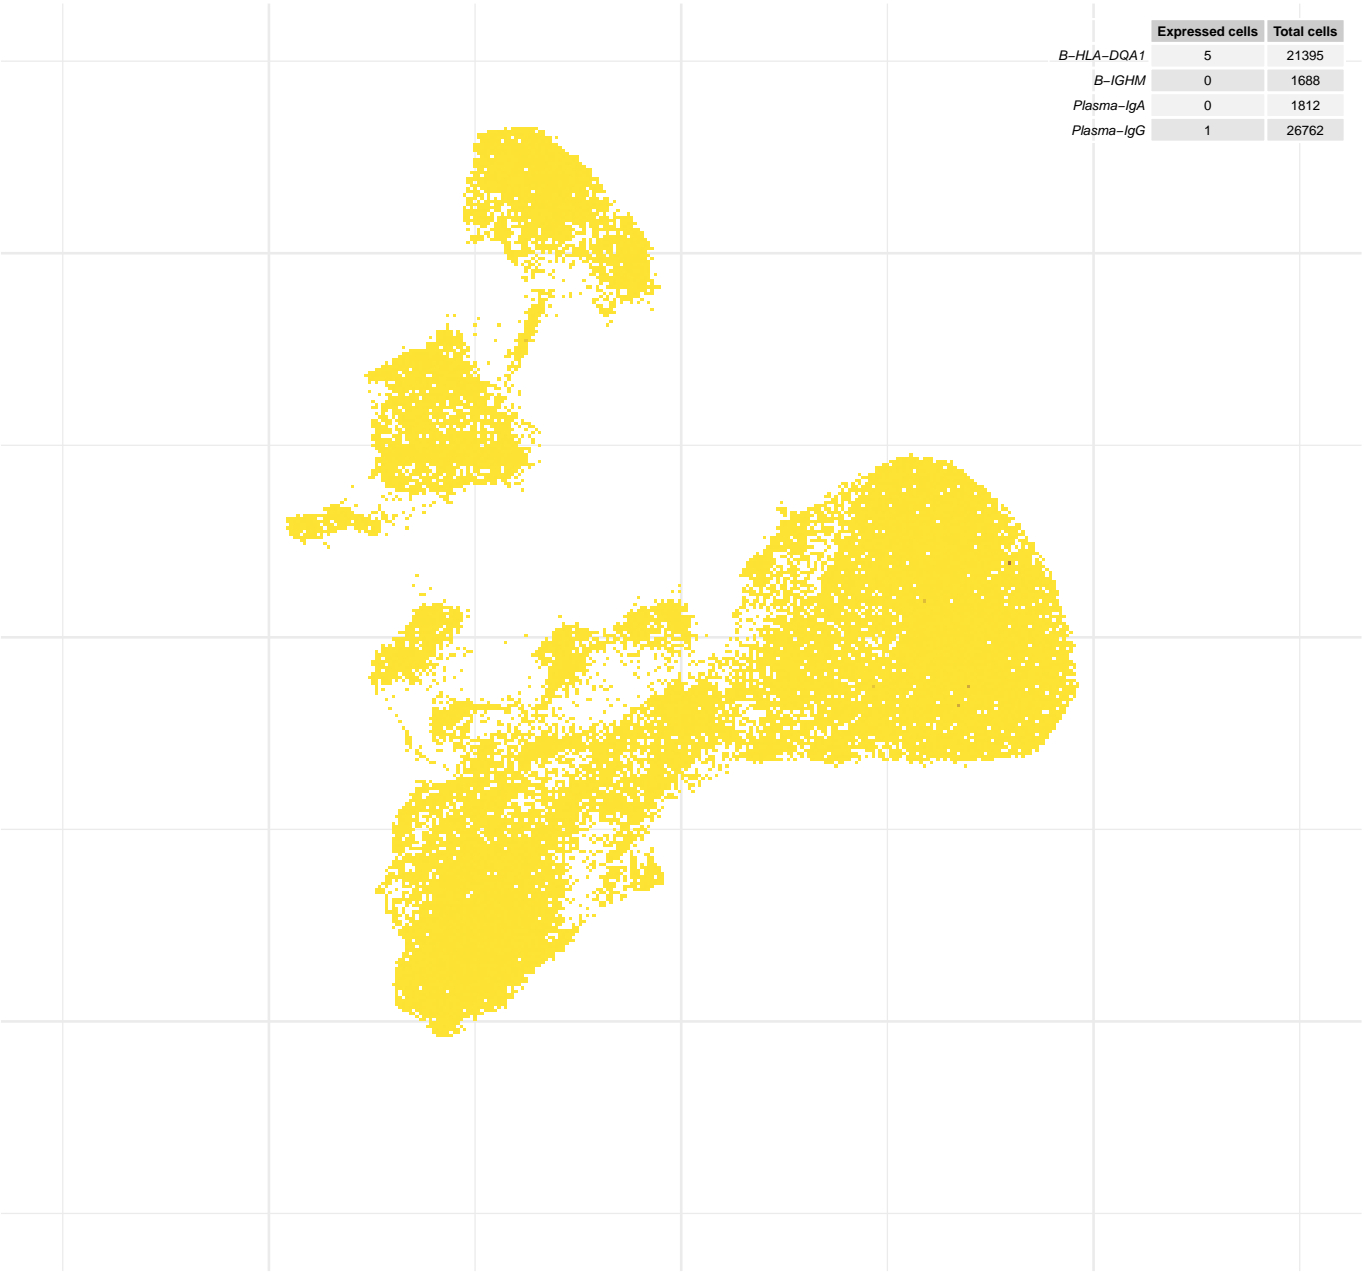 Expressed cells Total cells
B−HLA−DQA1 5 21395
B−IGHM 0 1688
Plasma−IgA 0 1812
Plasma−IgG 1 26762